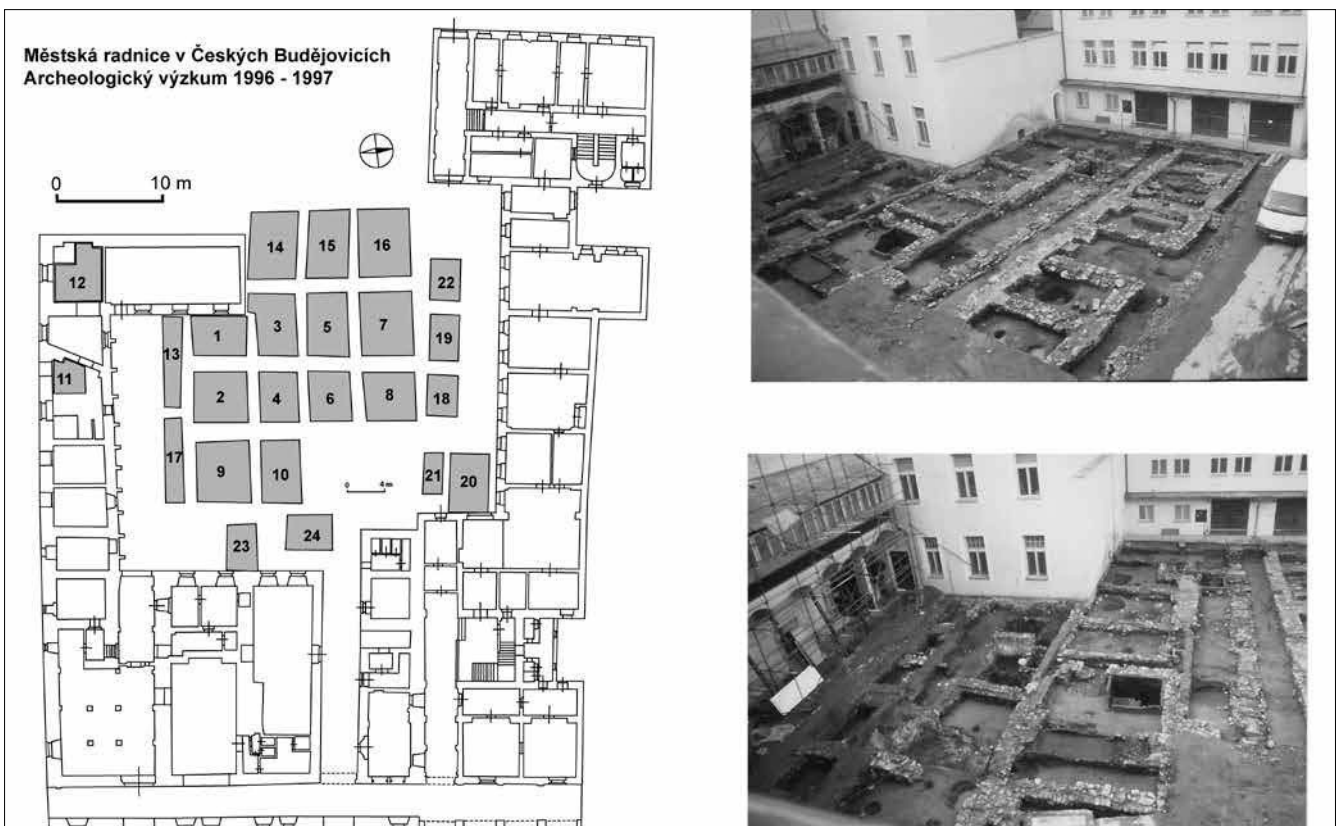 Městská radnice v Českých Budějovicích
Archeologický výzkum 1996 - 1997
0 10 m
14 15 16
12
22
1 3 5 7
13 19
11
2 4 6 8 18
17 9 10 21 20
0 4 m
24
23